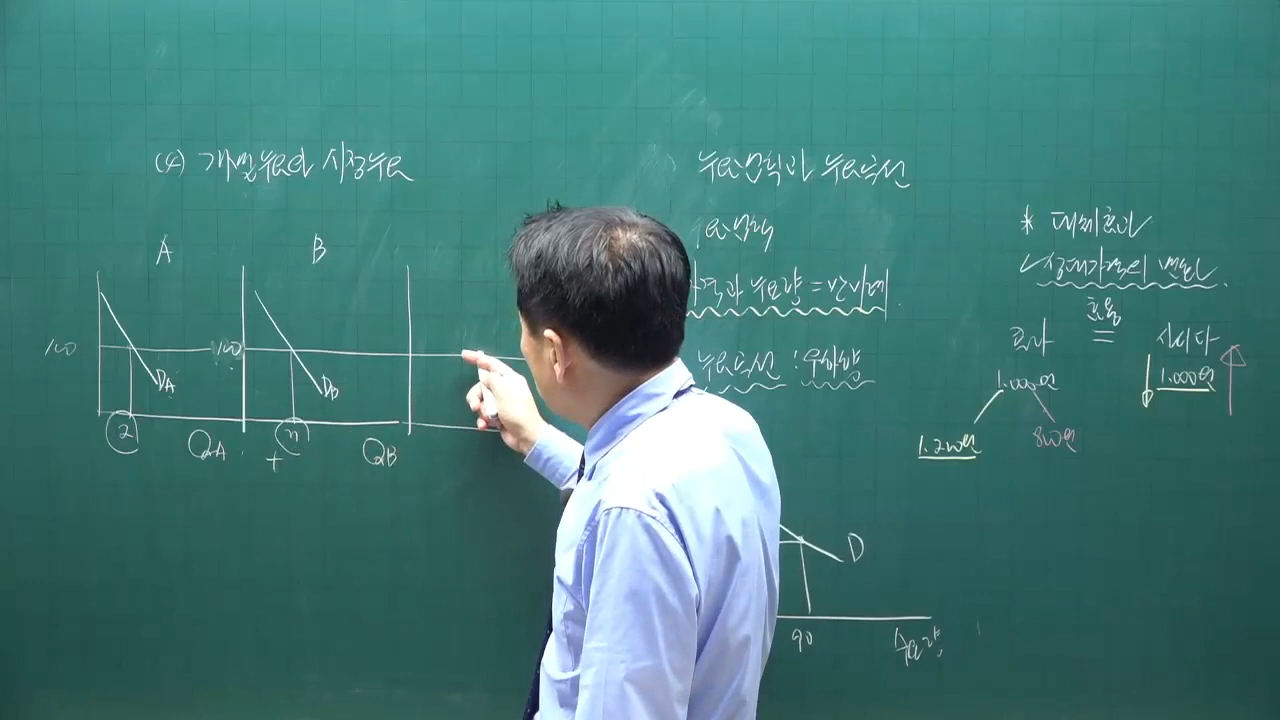 (4) 개별수요와 시장수요
A
B
100
DA
100
DB
2
QA
+
n
QB
수요법칙과 수요곡선
요법칙
격과 수요량 = 반비례
수요곡선 : 우하향
D
90
수요량
* 대체효과
✓상대가격의 변화
효용
=
콜라
사이다
1.000원
1.000원
1.200원
800원